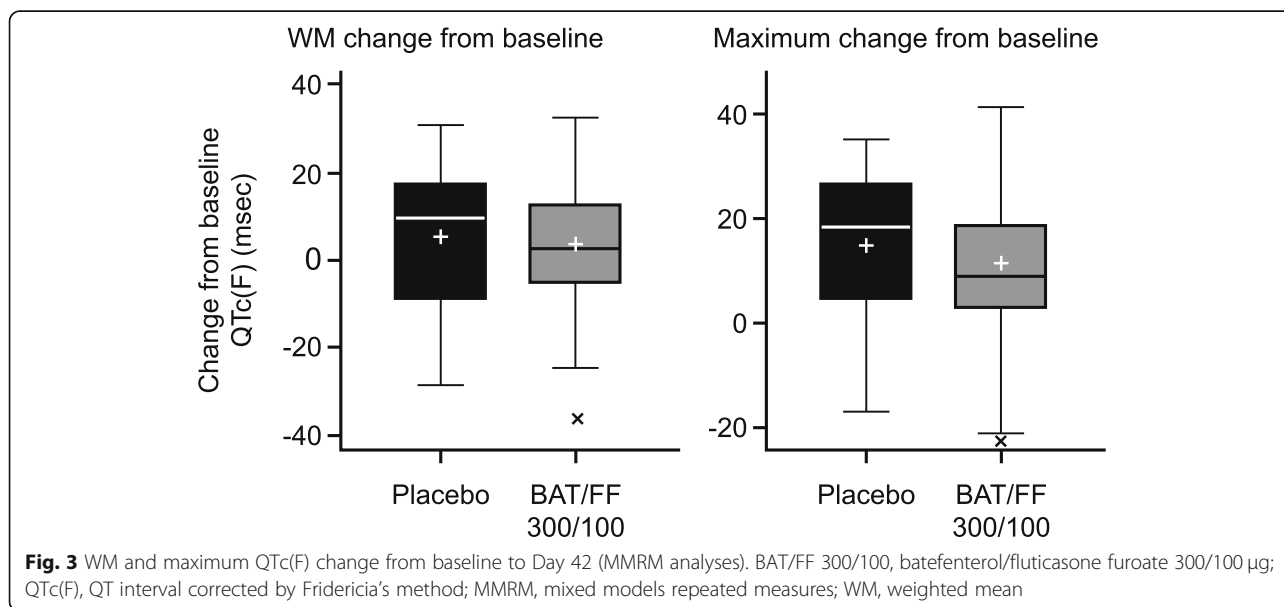 WM change from baseline
Maximum change from baseline
Change from baseline
QTc(F) (msec)
40
20
0
-20
-40
40
20
0
-20
Placebo
BAT/FF
300/100
Placebo
BAT/FF
300/100
Fig. 3 WM and maximum QTc(F) change from baseline to Day 42 (MMRM analyses). BAT/FF 300/100, batefenterol/fluticasone furoate 300/100 μg;
QTc(F), QT interval corrected by Fridericia's method; MMRM, mixed models repeated measures; WM, weighted mean